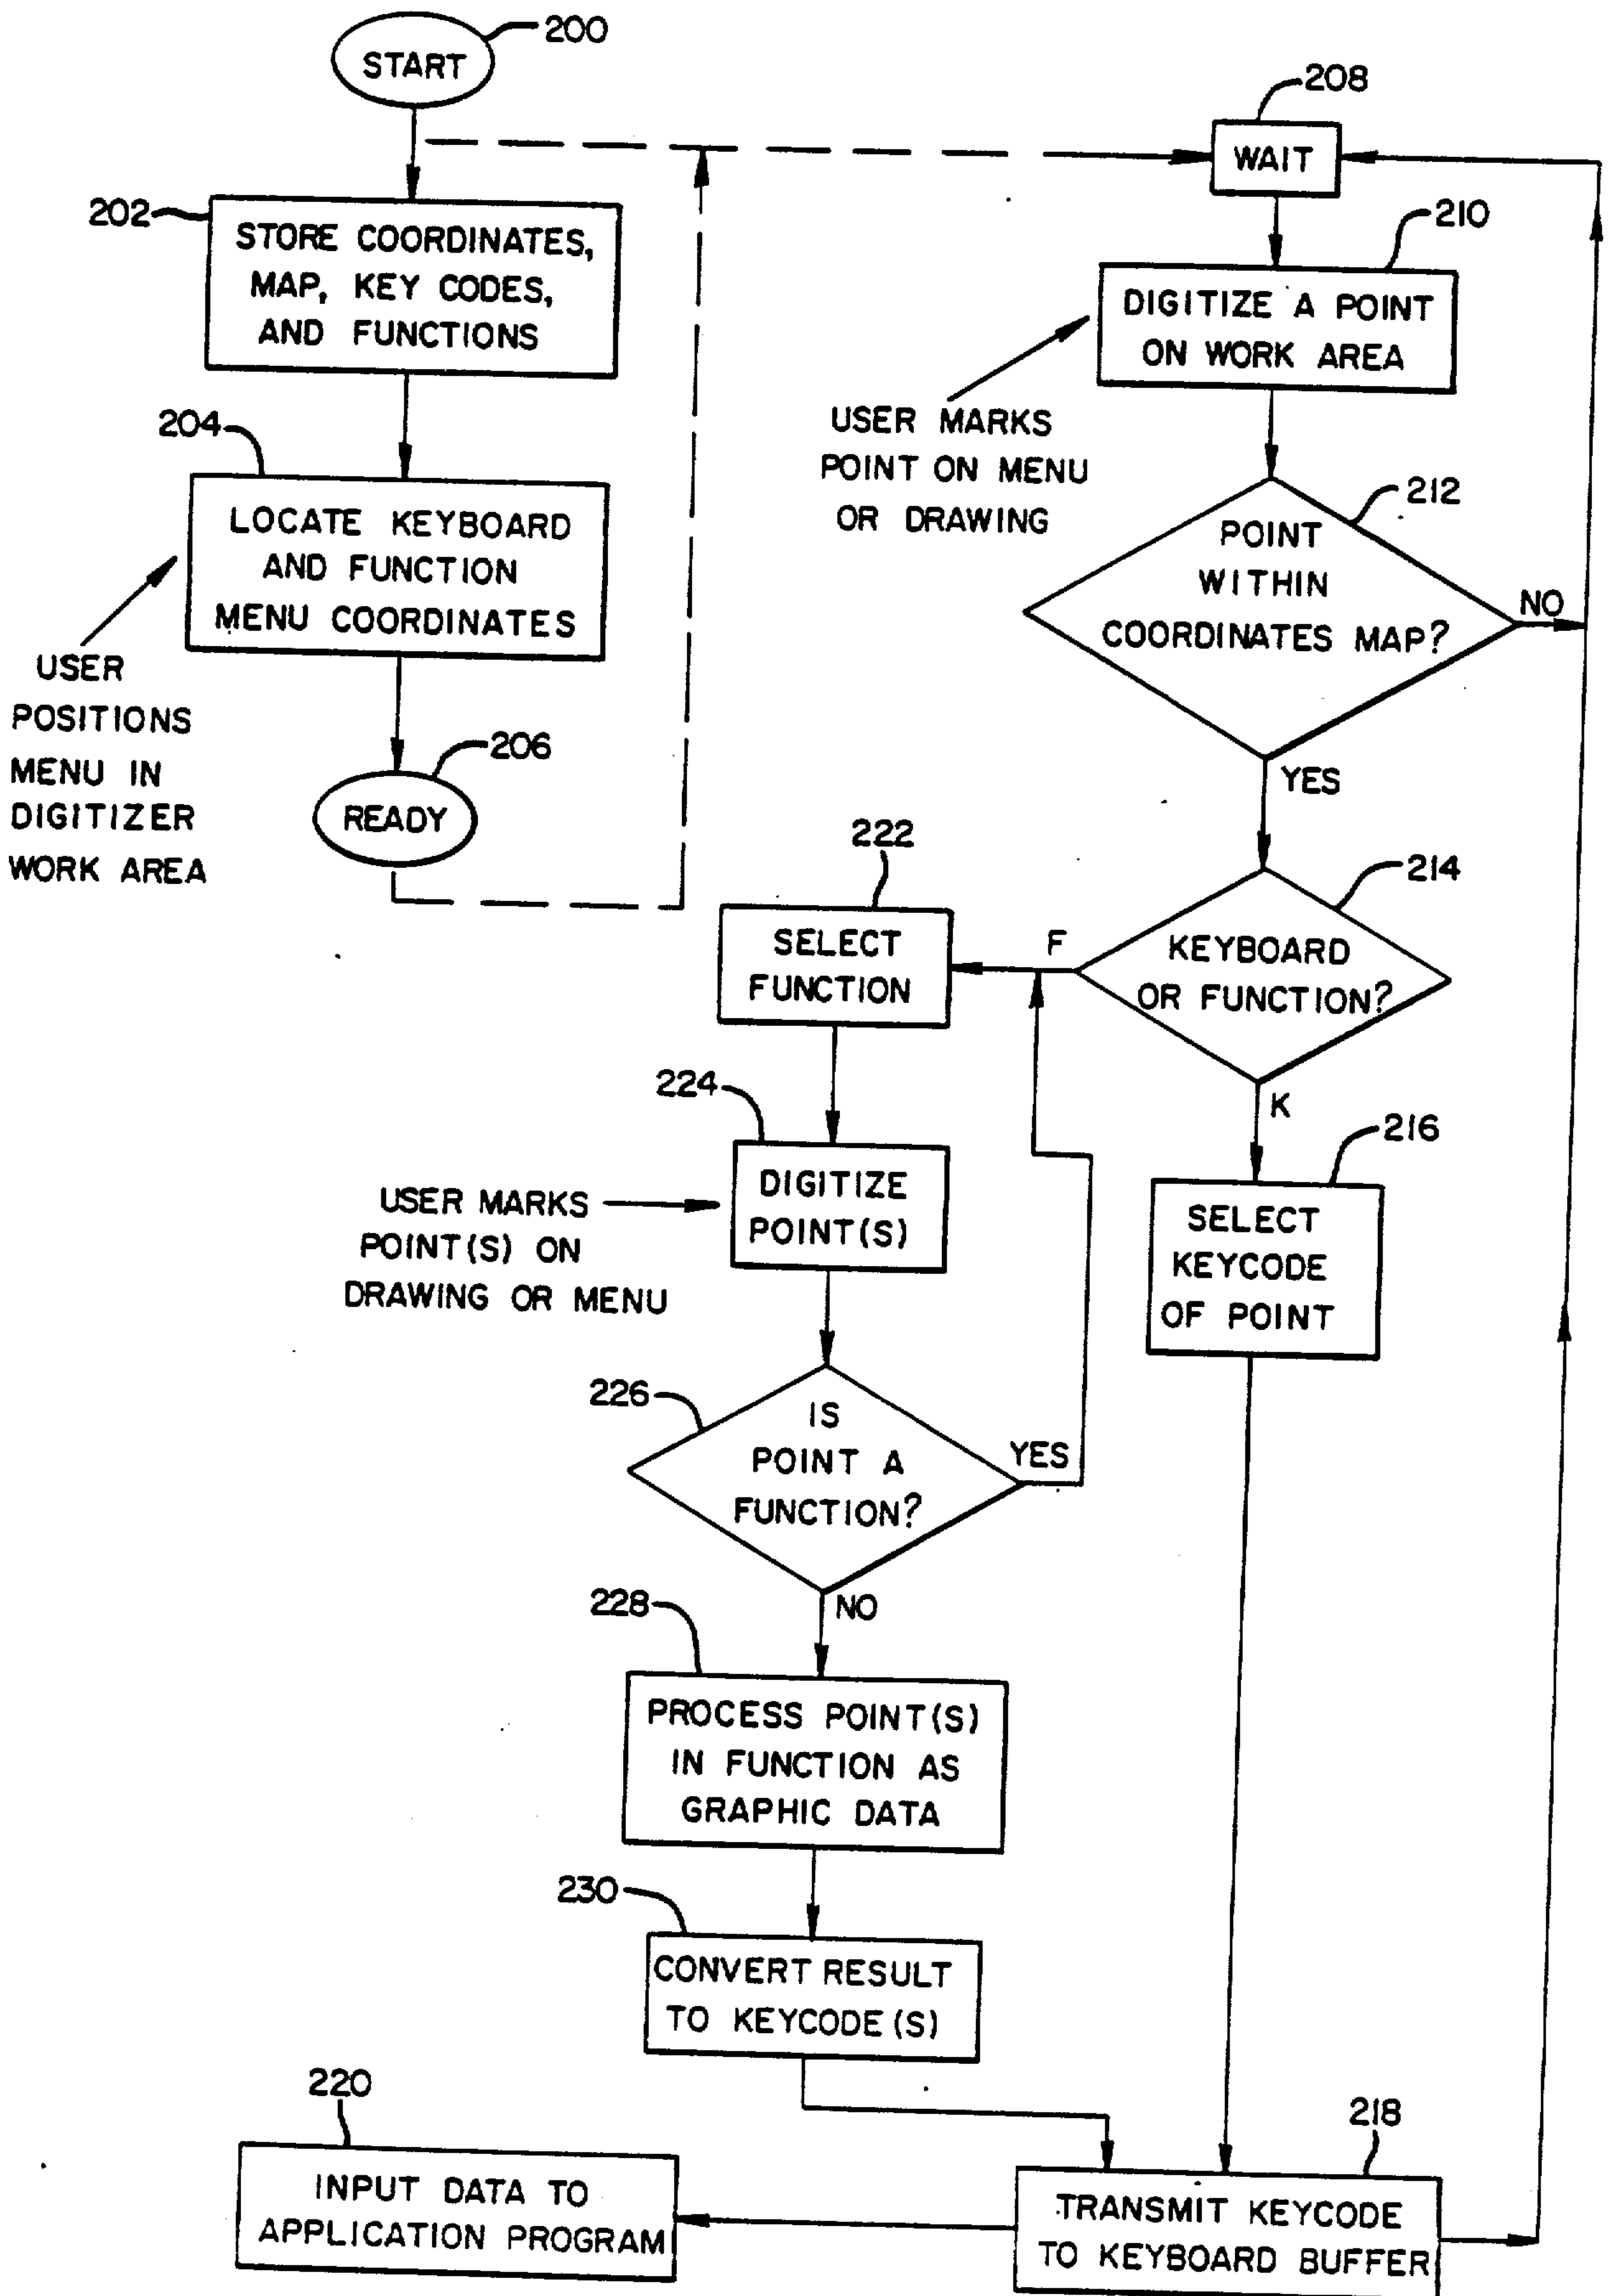 200
START
202
STORE COORDINATES,
MAP, KEY CODES,
AND FUNCTIONS
204
LOCATE KEYBOARD
AND FUNCTION
MENU COORDINATES
USER
POSITIONS
MENU IN
DIGITIZER
WORK AREA
206
READY
208
WAIT
210
DIGITIZE A POINT
ON WORK AREA
USER MARKS
POINT ON MENU
OR DRAWING
212
POINT
WITHIN
COORDINATES MAP?
NO
YES
214
KEYBOARD
OR FUNCTION?
F
K
216
SELECT
KEYCODE
OF POINT
222
SELECT
FUNCTION
224
DIGITIZE
POINT(S)
USER MARKS
POINT(S) ON
DRAWING OR MENU
226
IS
POINT A
FUNCTION?
YES
NO
228
PROCESS POINT(S)
IN FUNCTION AS
GRAPHIC DATA
230
CONVERT RESULT
TO KEYCODE(S)
218
TRANSMIT KEYCODE
TO KEYBOARD BUFFER
220
INPUT DATA TO
APPLICATION PROGRAM